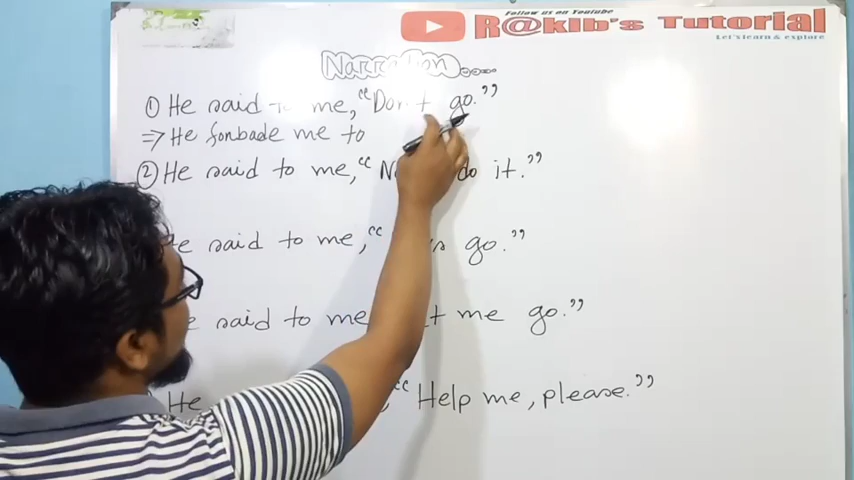 Follow us on Youtube
R@KIB's Tutorial
Let's learn & explore
Narration....
① He said to me, “Don't go.”
⇒ He forbade me to
② He said to me, “ do it.”
said to me, “ go.”
said to me me go.”
He “Help me, please.”